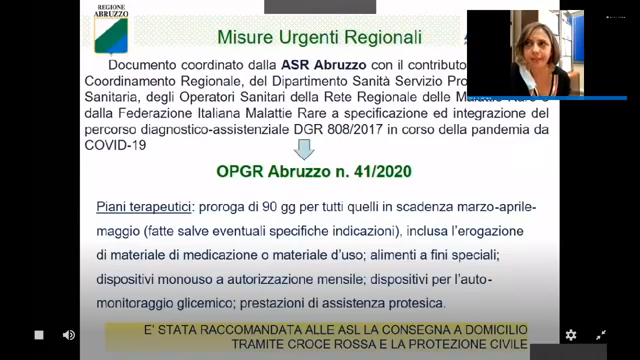 REGIONE
ABRUZZO
Misure Urgenti Regionali
Documento coordinato dalla ASR Abruzzo con il contributo
Coordinamento Regionale, del Dipartimento Sanità Servizio Pro
Sanitaria, degli Operatori Sanitari della Rete Regionale delle Malattie Rare e
dalla Federazione Italiana Malattie Rare a specificazione ed integrazione del
percorso diagnostico-assistenziale DGR 808/2017 in corso della pandemia da
COVID-19
OPGR Abruzzo n. 41/2020
Piani terapeutici: proroga di 90 gg per tutti quelli in scadenza marzo-aprile-
maggio (fatte salve eventuali specifiche indicazioni), inclusa l'erogazione
di materiale di medicazione o materiale d'uso; alimenti a fini speciali;
dispositivi monouso a autorizzazione mensile; dispositivi per l'auto-
monitoraggio glicemico; prestazioni di assistenza protesica.
E' STATA RACCOMANDATA ALLE ASL LA CONSEGNA A DOMICILIO
TRAMITE CROCE ROSSA E LA PROTEZIONE CIVILE